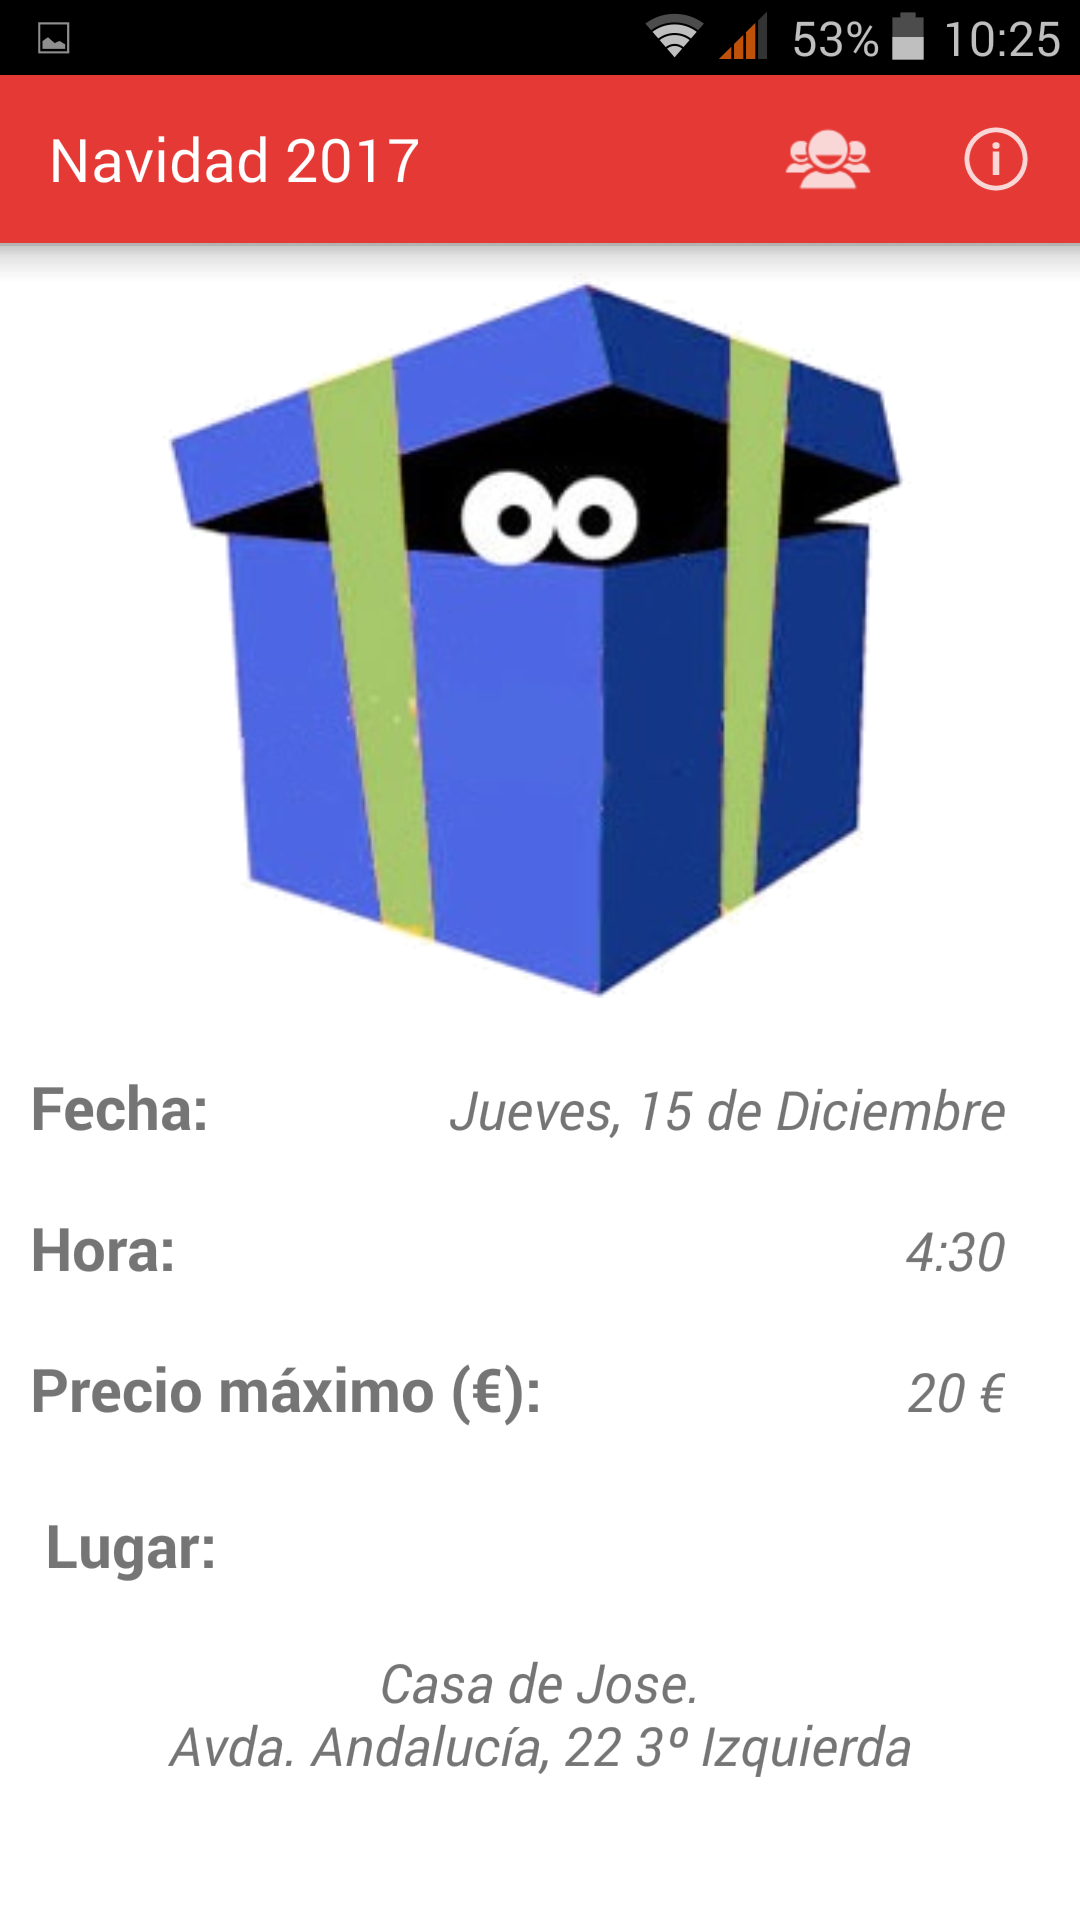 53% 10:25
Navidad 2017
Fecha: Jueves, 15 de Diciembre
Hora: 4:30
Precio máximo (€): 20 €
Lugar:
Casa de Jose.
Avda. Andalucía, 22 3º Izquierda